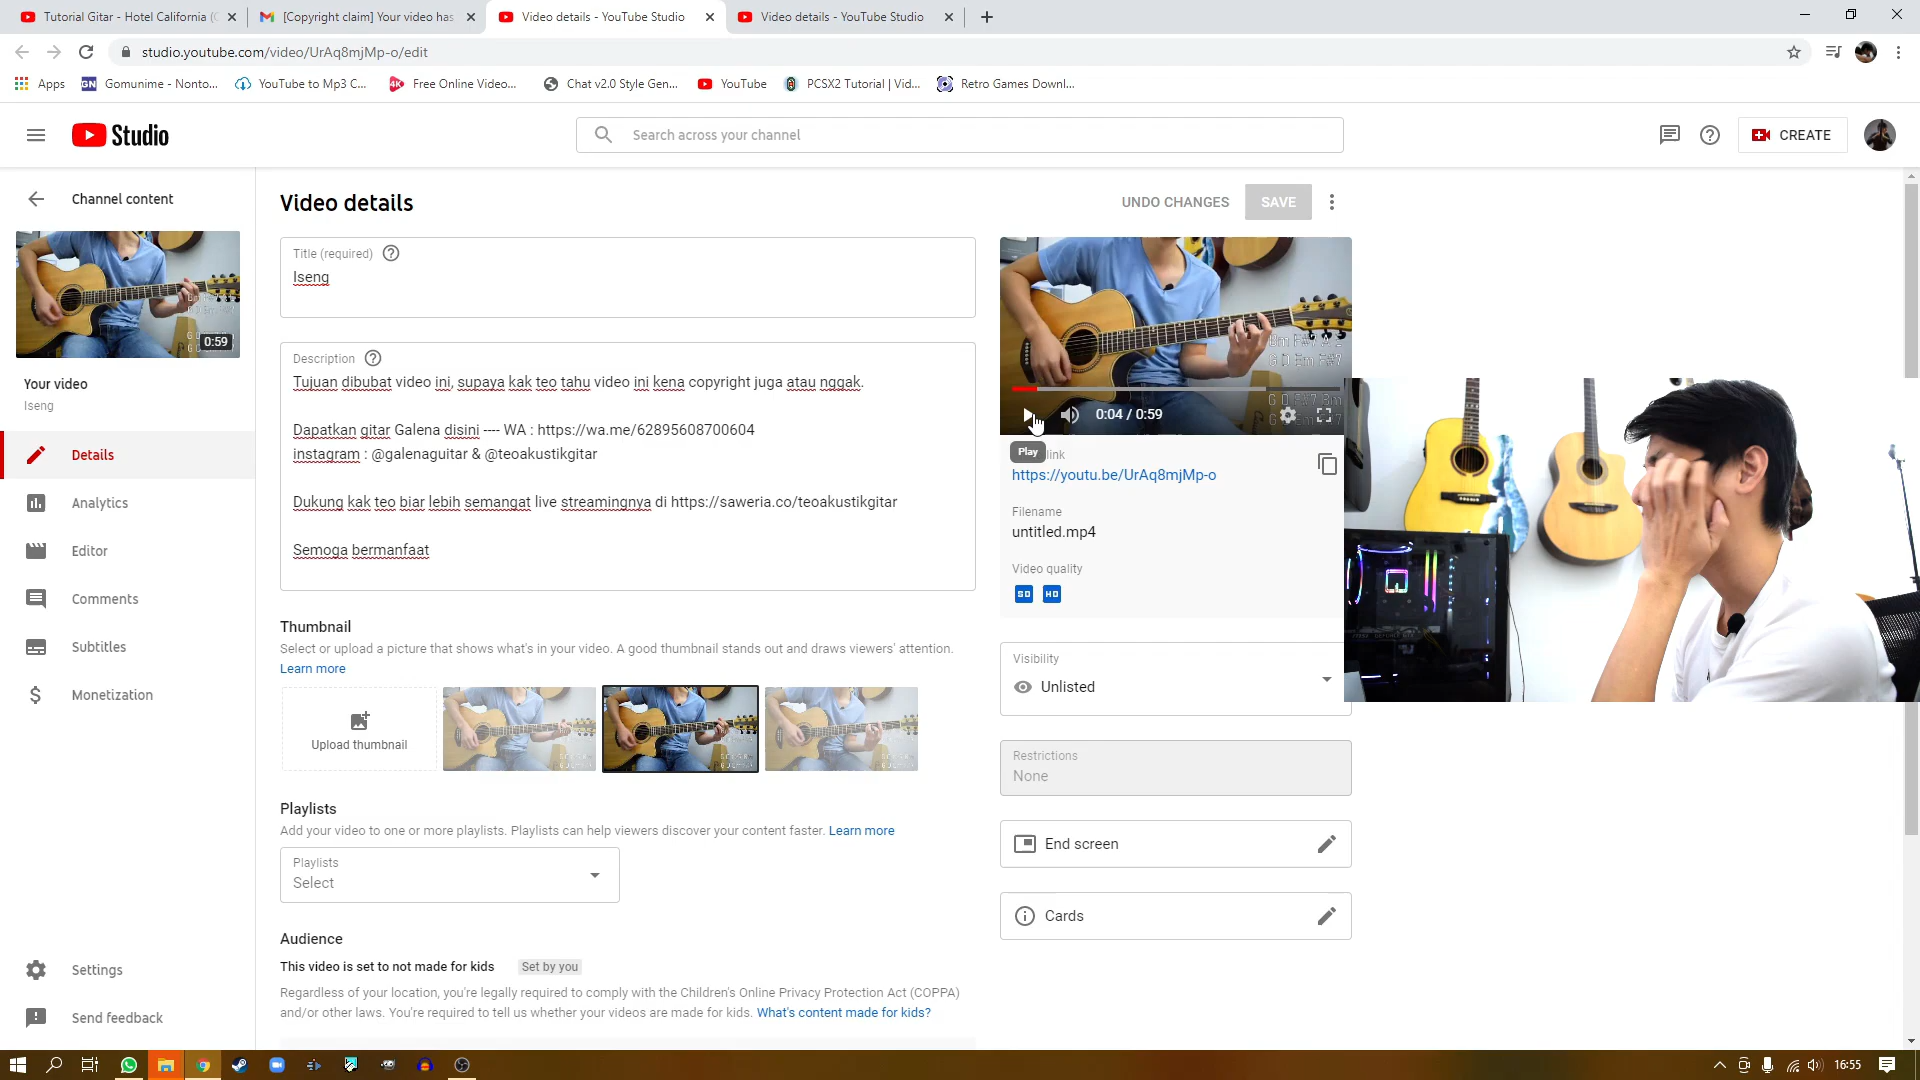 Tutorial Gitar - Hotel California (
[Copyright claim] Your video has
Video details - YouTube Studio
Video details - YouTube Studio
studio.youtube.com/video/UrAq8mjMp-o/edit
Apps
Gomunime - Nonto...
YouTube to Mp3 C...
Free Online Video...
Chat v2.0 Style Gen...
YouTube
PCSX2 Tutorial | Vid...
Retro Games Downl...
Studio
Search across your channel
CREATE
Channel content
Video details
UNDO CHANGES
SAVE
0:59
Your video
Iseng
Details
Analytics
Editor
Comments
Subtitles
Monetization
Settings
Send feedback
Title (required)
Iseng
Description
Tujuan dibubat video ini, supaya kak teo tahu video ini kena copyright juga atau nggak.
Dapatkan gitar Galena disini ---- WA : https://wa.me/62895608700604
instagram : @galenaguitar & @teoakustikgitar
Dukung kak teo biar lebih semangat live streamingnya di https://saweria.co/teoakustikgitar
Semoga bermanfaat
Thumbnail
Select or upload a picture that shows what's in your video. A good thumbnail stands out and draws viewers' attention.
Learn more
Upload thumbnail
Playlists
Add your video to one or more playlists. Playlists can help viewers discover your content faster. Learn more
Playlists
Select
Audience
This video is set to not made for kids
Set by you
Regardless of your location, you're legally required to comply with the Children's Online Privacy Protection Act (COPPA)
and/or other laws. You're required to tell us whether your videos are made for kids. What's content made for kids?
0:04 / 0:59
Play
link
https://youtu.be/UrAq8mjMp-o
Filename
untitled.mp4
Video quality
SD HD
Visibility
Unlisted
Restrictions
None
End screen
Cards
16:55